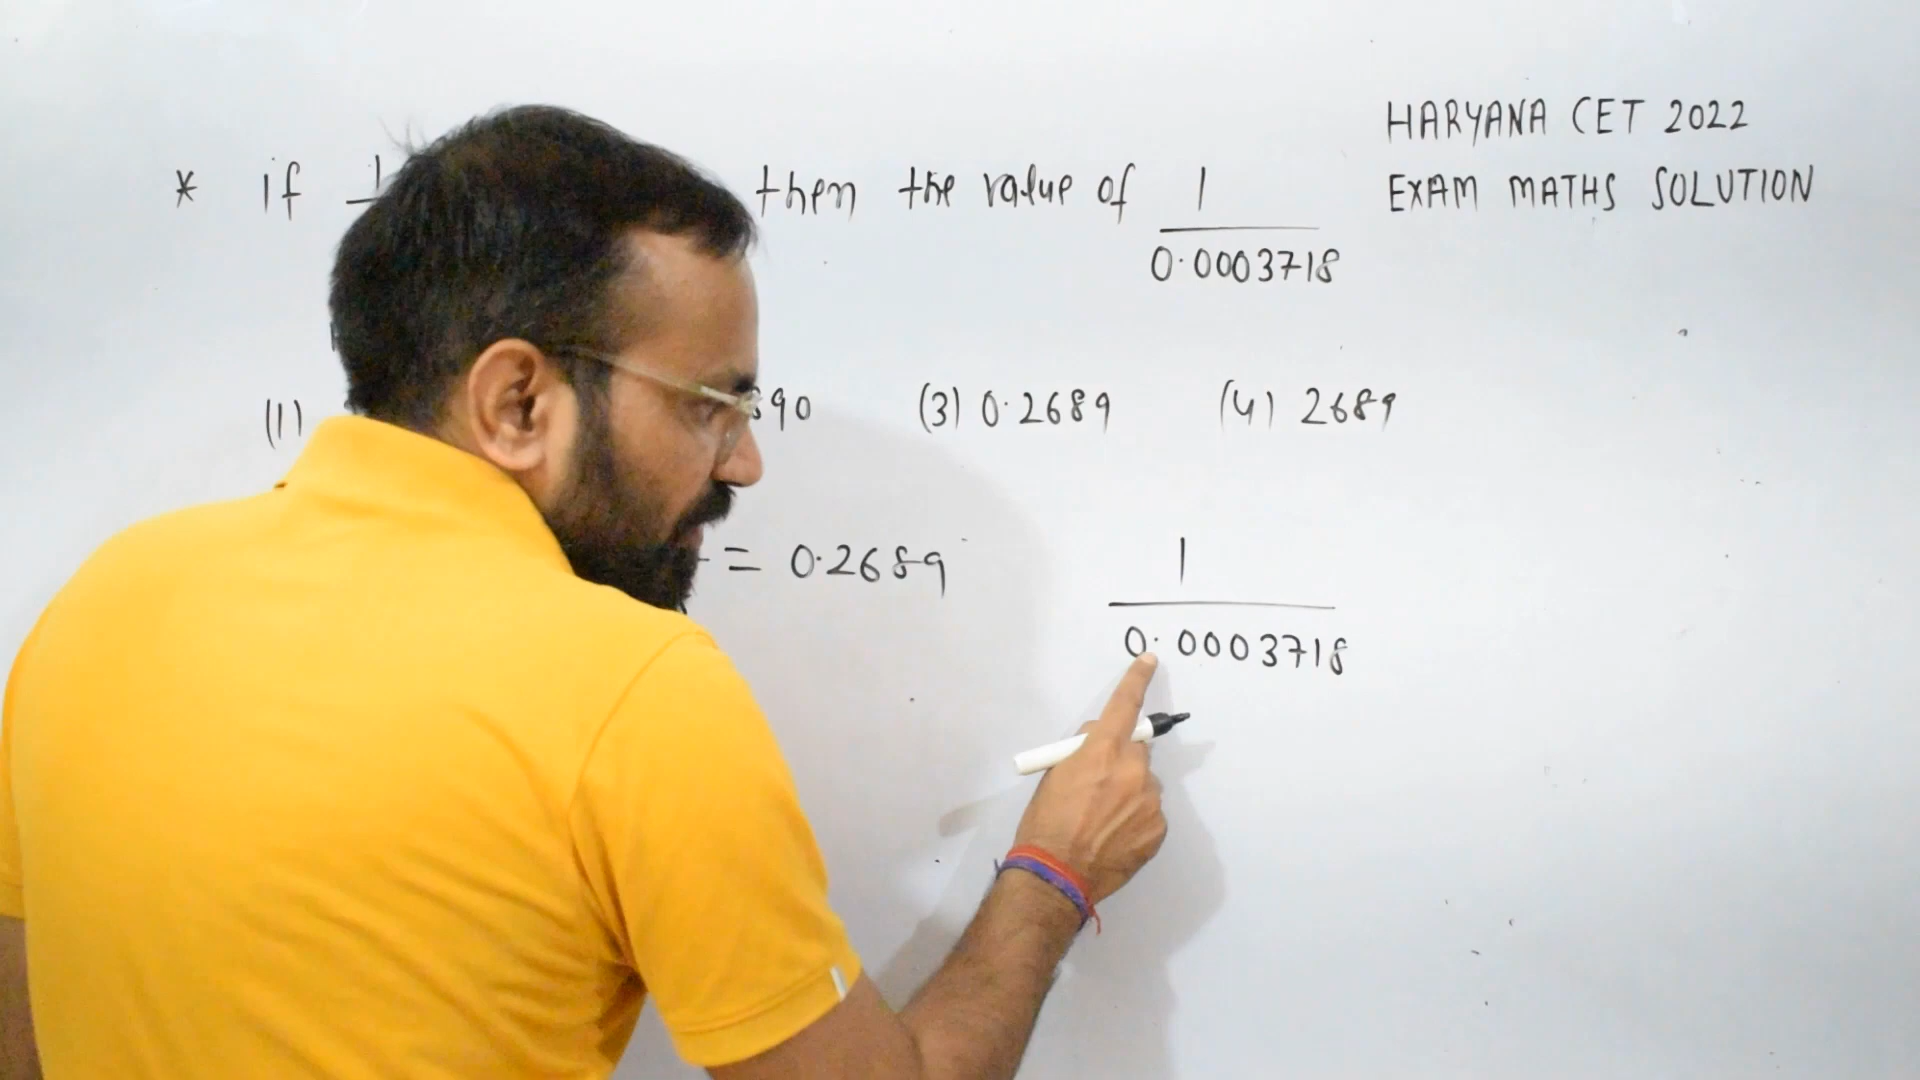 HARYANA CET 2022
EXAM MATHS SOLUTION
* if 1 then the value of 1
0.0003718
(1) 90 (3) 0.2689 (4) 2689
= 0.2689 1
0.0003718